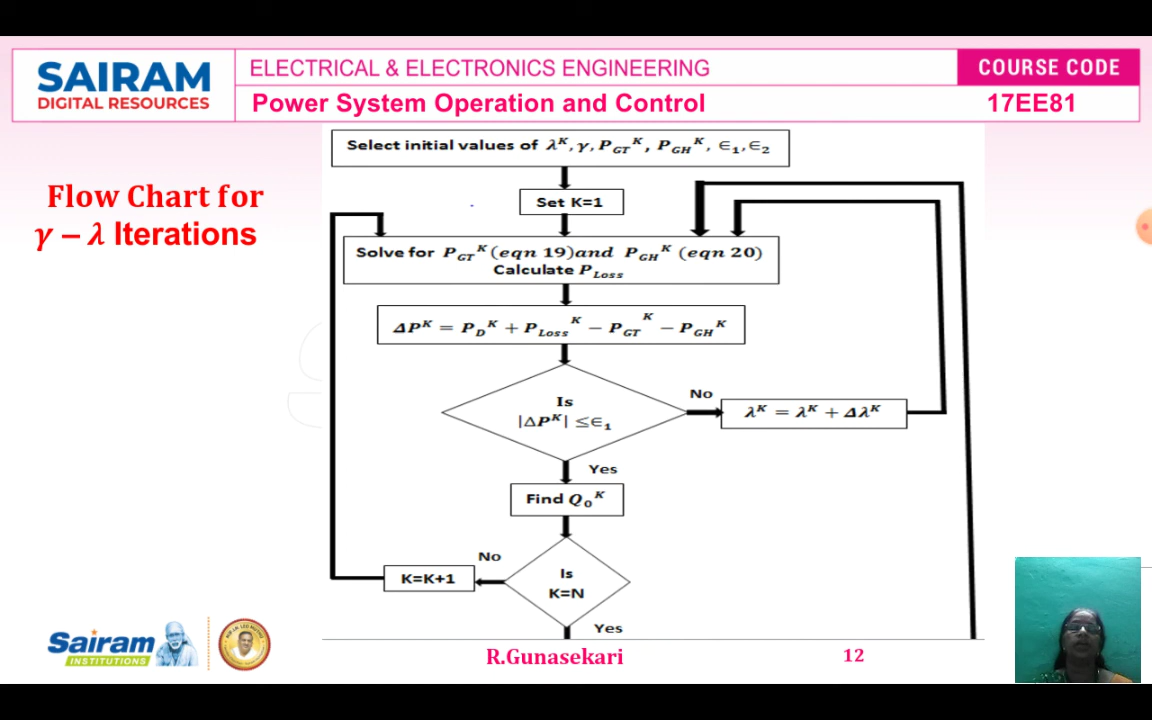 SAIRAM
DIGITAL RESOURCES
ELECTRICAL & ELECTRONICS ENGINEERING
Power System Operation and Control
COURSE CODE
17EE81
Flow Chart for
γ – λ Iterations
Select initial values of λ^K, γ, P_GT^K, P_GH^K, ∈₁, ∈₂
Set K=1
Solve for P_GT^K (eqn 19)and P_GH^K (eqn 20)
Calculate P_Loss
ΔP^K = P_D^K + P_Loss^K − P_GT^K − P_GH^K
Is
|ΔP^K| ≤∈₁
No
λ^K = λ^K + Δλ^K
Yes
Find Q₀^K
No
K=K+1
Is
K=N
Yes
Sairam
INSTITUTIONS
R.Gunasekari
12